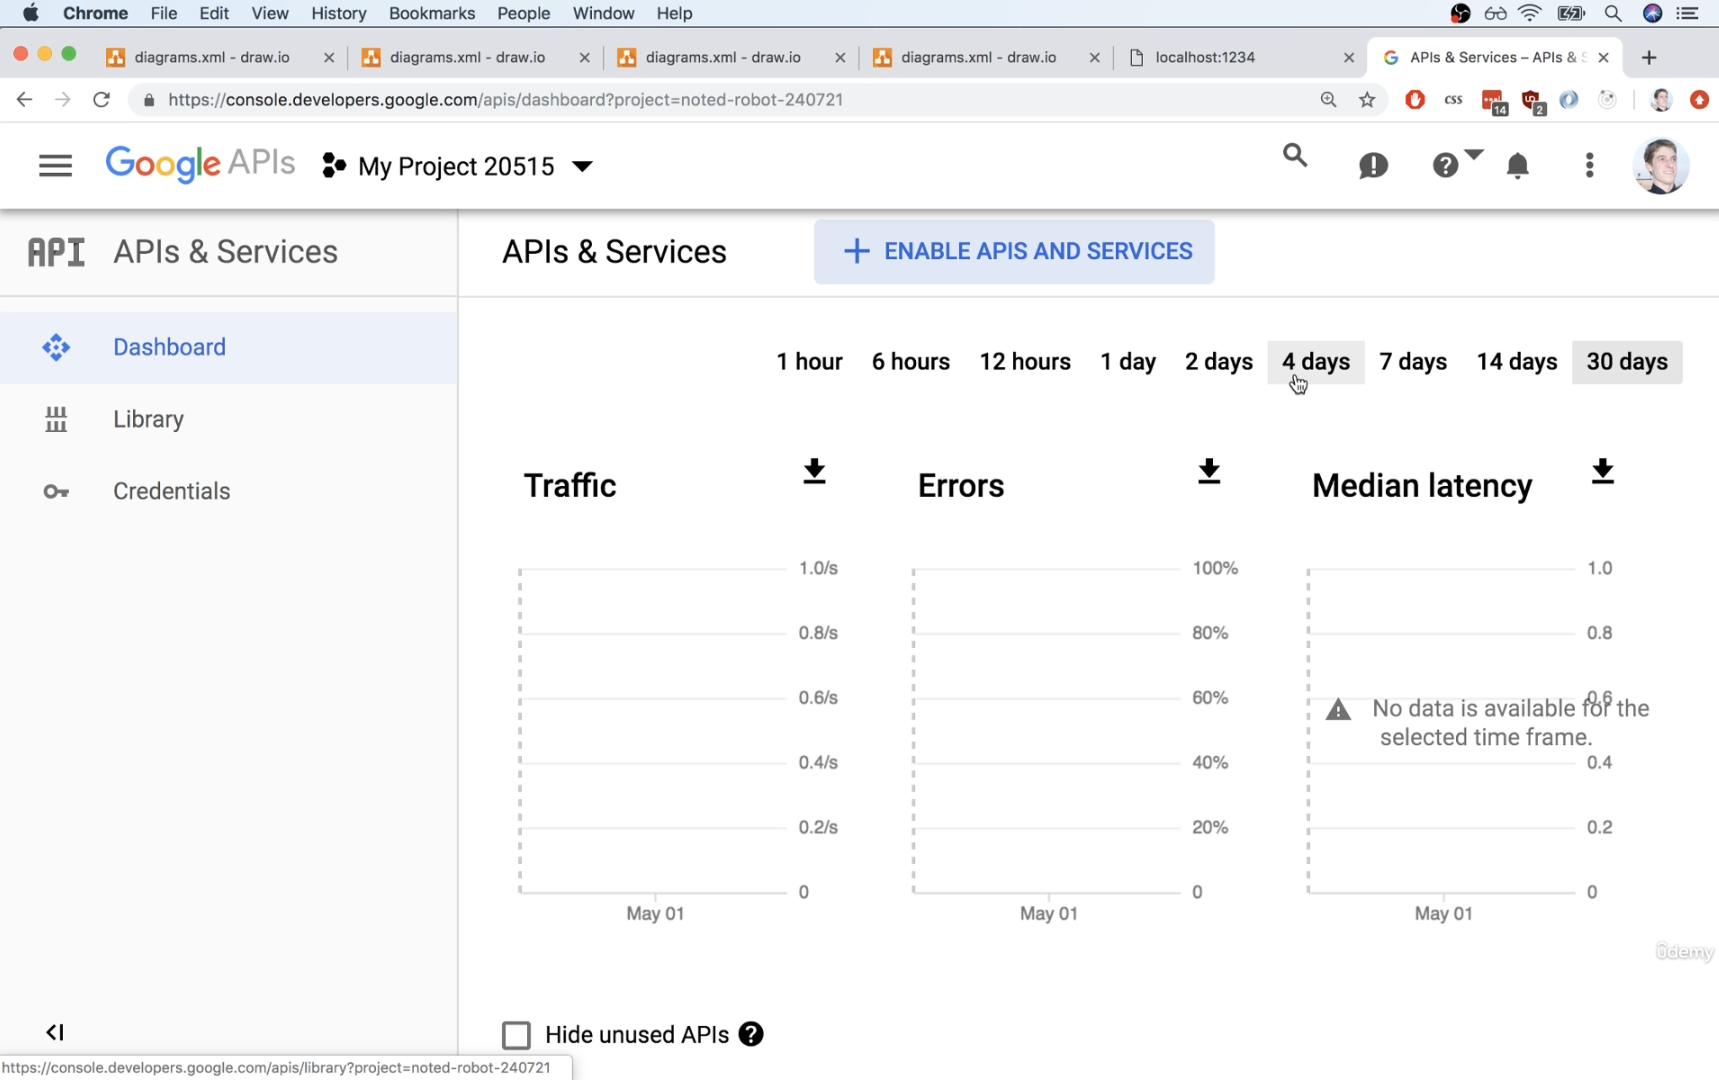 Chrome File Edit View History Bookmarks People Window Help
diagrams.xml - draw.io
diagrams.xml - draw.io
diagrams.xml - draw.io
diagrams.xml - draw.io
localhost:1234
APIs & Services – APIs & S
https://console.developers.google.com/apis/dashboard?project=noted-robot-240721
css
14
2
Google APIs
My Project 20515
API APIs & Services
APIs & Services
ENABLE APIS AND SERVICES
Dashboard
Library
Credentials
1 hour 6 hours 12 hours 1 day 2 days 4 days 7 days 14 days 30 days
Traffic
1.0/s
0.8/s
0.6/s
0.4/s
0.2/s
0
May 01
Errors
100%
80%
60%
40%
20%
0
May 01
Median latency
1.0
0.8
0.6
No data is available for the
selected time frame.
0.4
0.2
0
May 01
Hide unused APIs
ûdemy
https://console.developers.google.com/apis/library?project=noted-robot-240721